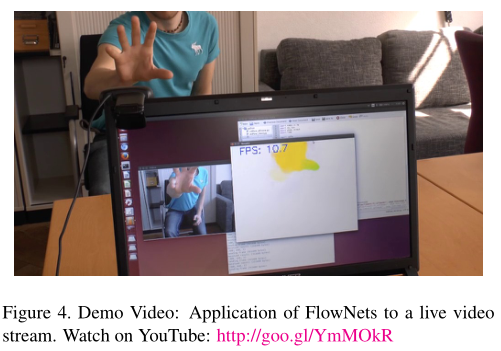 FPS: 10.7
Figure 4. Demo Video: Application of FlowNets to a live video
stream. Watch on YouTube: http://goo.gl/YmMOkR